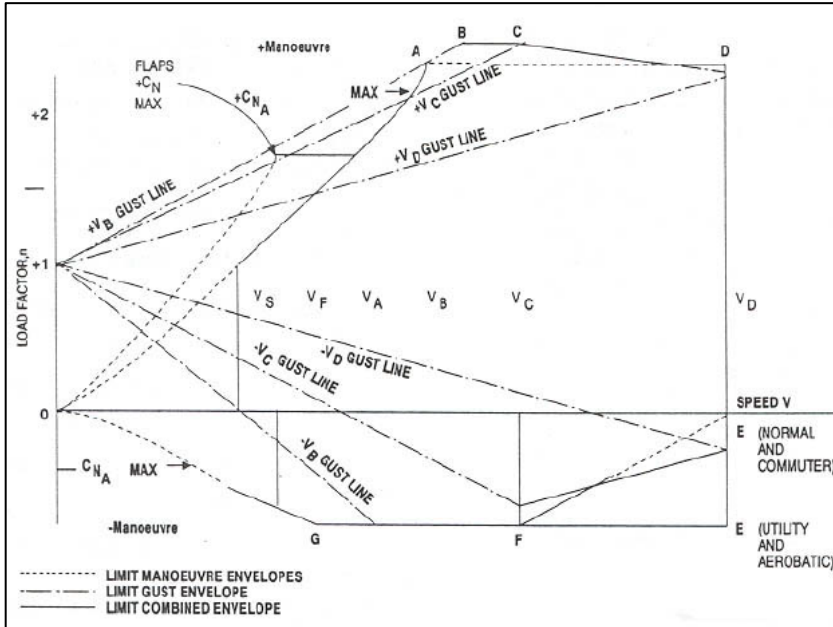 +Manoeuvre
A
B
C
D
FLAPS
+C_N
MAX
+C_N_A
MAX
+V_C GUST LINE
+2
+V_D GUST LINE
+V_B GUST LINE
LOAD FACTOR,n
+1
V_S
V_F
V_A
V_B
V_C
V_D
-V_D GUST LINE
-V_C GUST LINE
SPEED V
0
E (NORMAL
AND
COMMUTER)
-V_B GUST LINE
C_N_A MAX
-Manoeuvre
G
F
E (UTILITY
AND
AEROBATIC)
LIMIT MANOEUVRE ENVELOPES
LIMIT GUST ENVELOPE
LIMIT COMBINED ENVELOPE